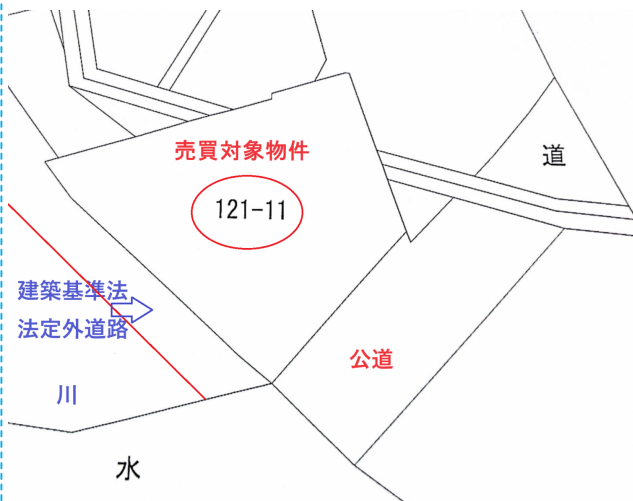 売買対象物件
道
121-11
建築基準法
法定外道路
公道
川
水